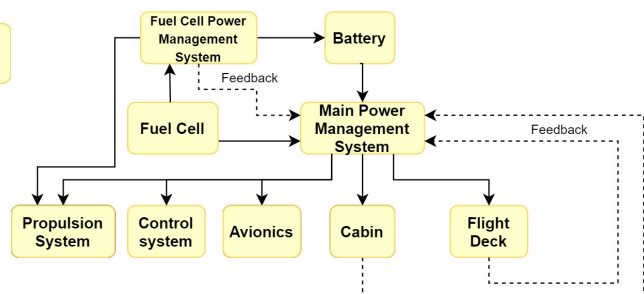 Fuel Cell Power
Management
System
Battery
Feedback
Fuel Cell
Main Power
Management
System
Feedback
Propulsion
System
Control
system
Avionics
Cabin
Flight
Deck